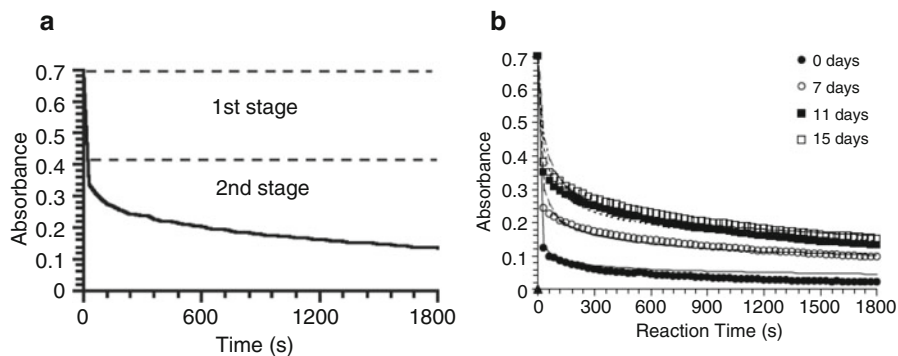 a
0.7
0.6
0.5
0.4
0.3
0.2
0.1
0
Absorbance
1st stage
2nd stage
0 600 1200 1800
Time (s)
b
0.7
0.6
0.5
0.4
0.3
0.2
0.1
0
Absorbance
0 days
7 days
11 days
15 days
0 300 600 900 1200 1500 1800
Reaction Time (s)